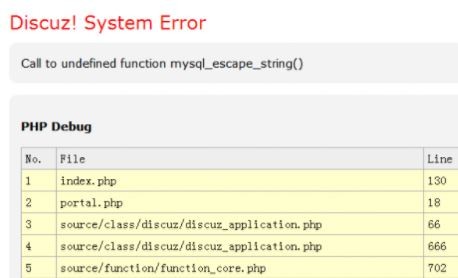 Discuz! System Error
Call to undefined function mysql_escape_string()
PHP Debug
No. File Line
1 index.php 130
2 portal.php 18
3 source/class/discuz/discuz_application.php 66
4 source/class/discuz/discuz_application.php 666
5 source/function/function_core.php 702